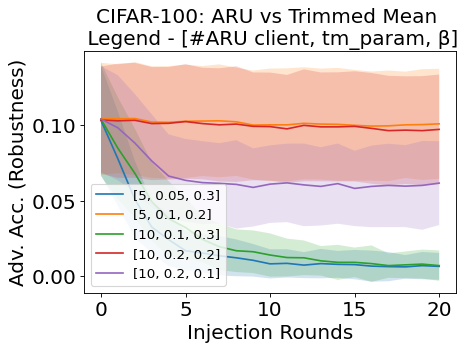 CIFAR-100: ARU vs Trimmed Mean
Legend - [#ARU client, tm_param, β]
Adv. Acc. (Robustness)
0.10
0.05
0.00
[5, 0.05, 0.3]
[5, 0.1, 0.2]
[10, 0.1, 0.3]
[10, 0.2, 0.2]
[10, 0.2, 0.1]
0
5
10
15
20
Injection Rounds